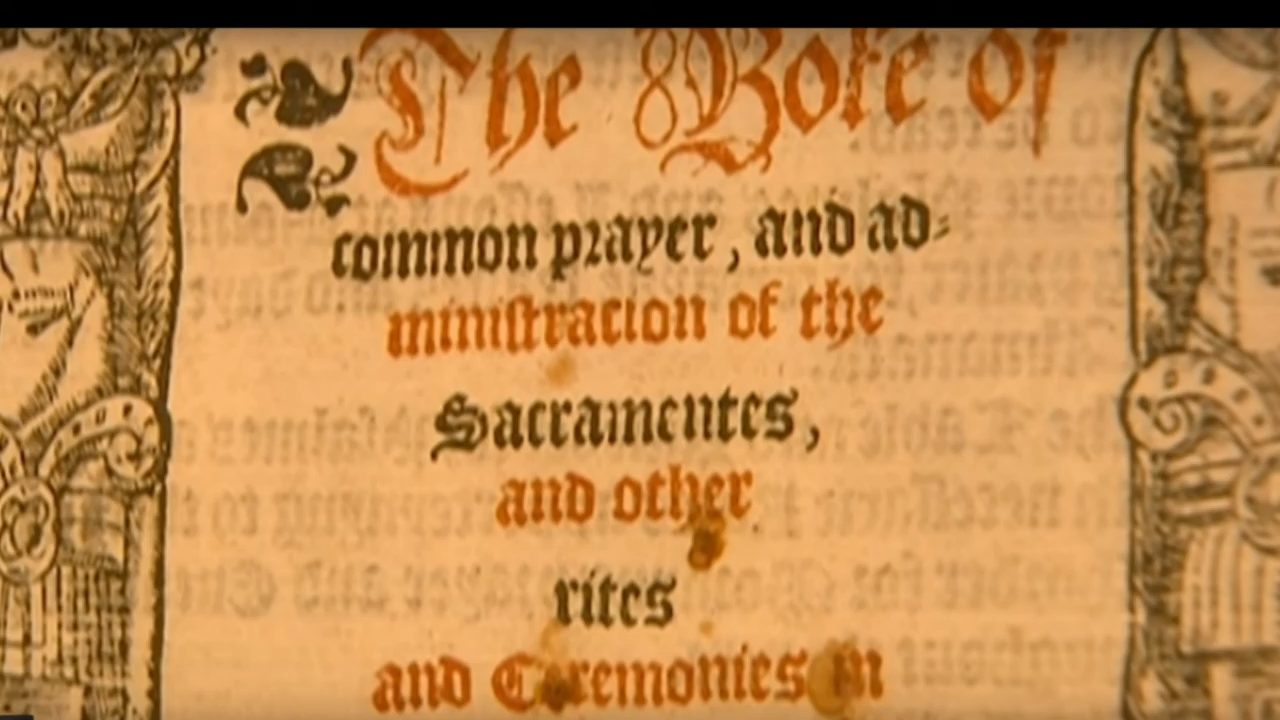 The Boke of
common prayer, and ad=
ministracion of the
Sacramentes,
and other
rites
and Ceremonies in